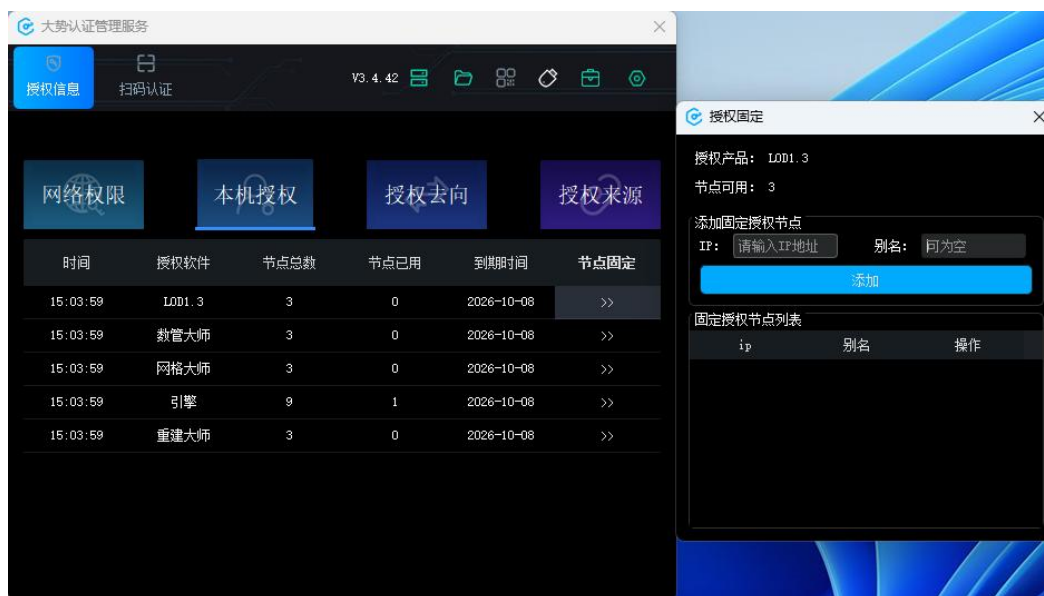 大势认证管理服务
授权信息
扫码认证
V3.4.42
网络权限 本机授权 授权去向 授权来源
时间 授权软件 节点总数 节点已用 到期时间 节点固定
15:03:59 LOD1.3 3 0 2026-10-08 >>
15:03:59 数管大师 3 0 2026-10-08 >>
15:03:59 网格大师 3 0 2026-10-08 >>
15:03:59 引擎 9 1 2026-10-08 >>
15:03:59 重建大师 3 0 2026-10-08 >>
授权固定
授权产品: LOD1.3
节点可用: 3
添加固定授权节点
IP: 请输入IP地址 别名: 可为空
添加
固定授权节点列表
ip 别名 操作